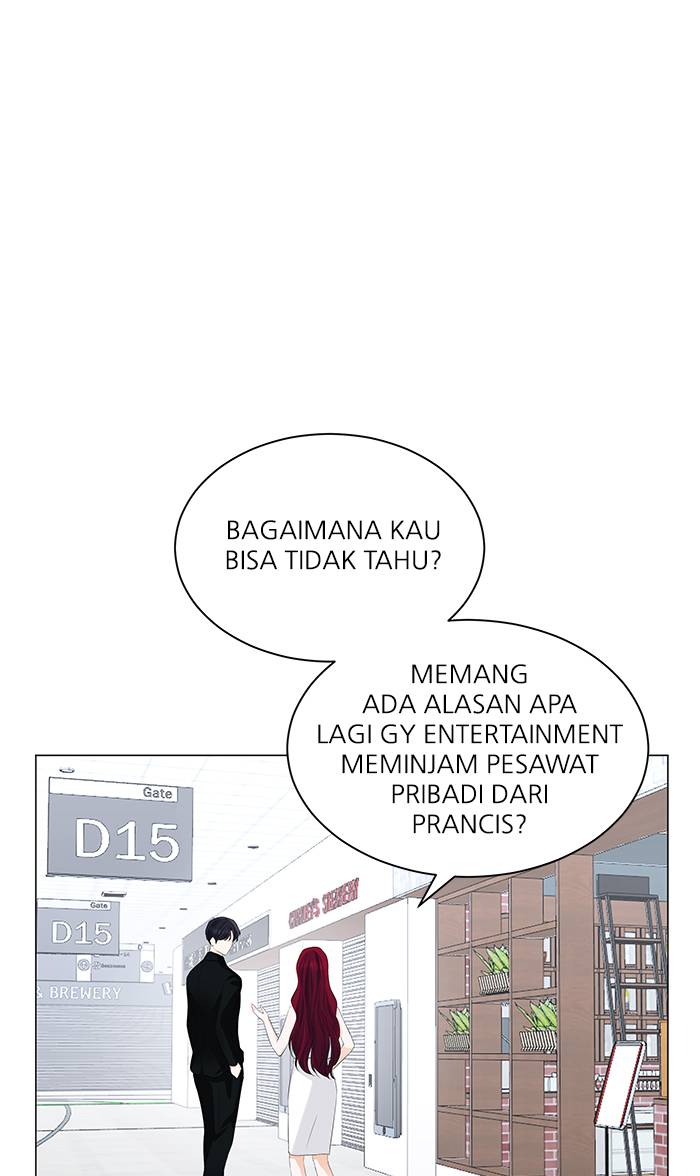 BAGAIMANA KAU
BISA TIDAK TAHU?
MEMANG
ADA ALASAN APA
LAGI GY ENTERTAINMENT
MEMINJAM PESAWAT
PRIBADI DARI
PRANCIS?
Gate
D15
Gate
D15
& BREWERY